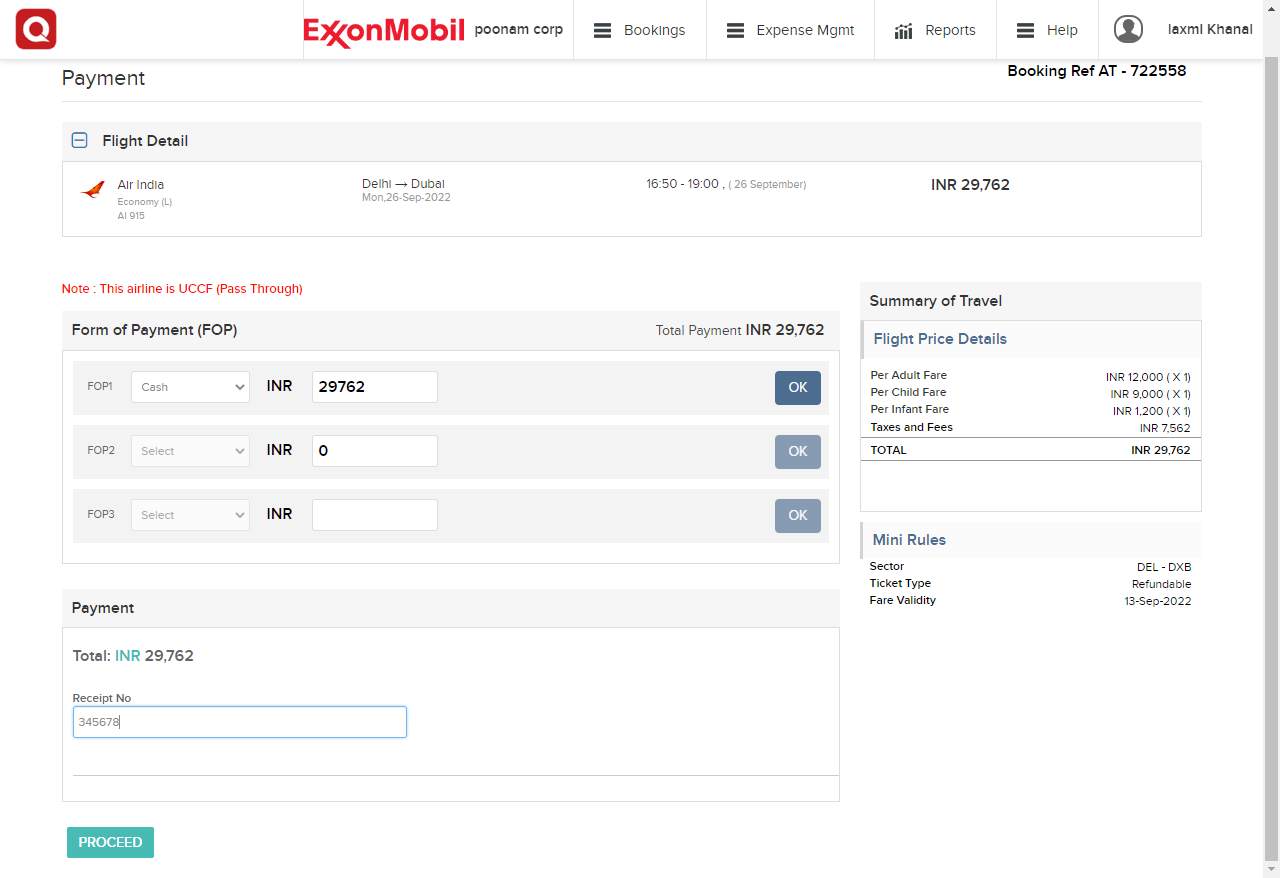 Q ExxonMobil poonam corp Bookings Expense Mgmt Reports Help laxmi Khanal
Payment Booking Ref AT - 722558
Flight Detail
Air India Delhi → Dubai 16:50 - 19:00 , ( 26 September) INR 29,762
Economy (L) Mon,26-Sep-2022
AI 915
Note : This airline is UCCF (Pass Through)
Form of Payment (FOP) Total Payment INR 29,762
FOP1 Cash INR 29762 OK
FOP2 Select INR 0 OK
FOP3 Select INR OK
Payment
Total: INR 29,762
Receipt No
345678
PROCEED
Summary of Travel
Flight Price Details
Per Adult Fare INR 12,000 ( X 1)
Per Child Fare INR 9,000 ( X 1)
Per Infant Fare INR 1,200 ( X 1)
Taxes and Fees INR 7,562
TOTAL INR 29,762
Mini Rules
Sector DEL - DXB
Ticket Type Refundable
Fare Validity 13-Sep-2022